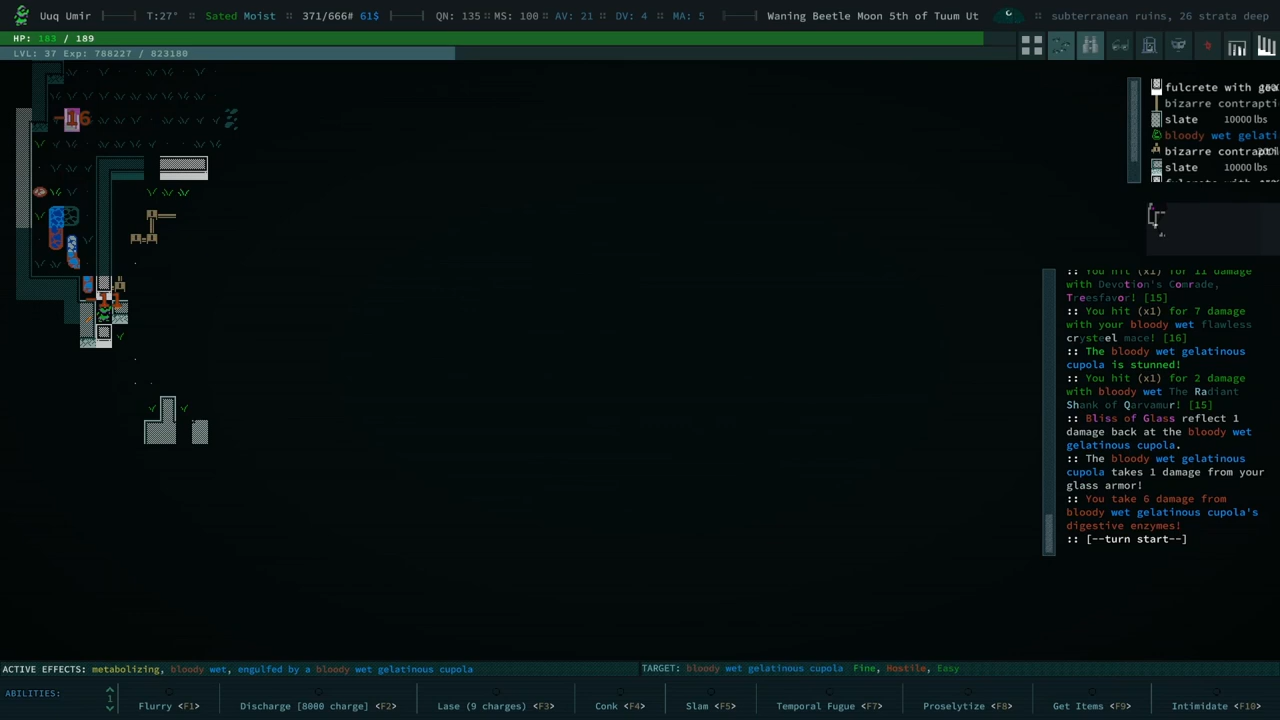 Uuq Umir T:27° Sated Moist :: 371/666# 61$ QN: 135 :: MS: 100 :: AV: 21 :: DV: 4 :: MA: 5 Waning Beetle Moon 5th of Tuum Ut :: subterranean ruins, 26 strata deep
HP: 183 / 189
LVL: 37 Exp: 788227 / 823180
fulcrete with
bizarre contraption
slate 10000 lbs
bloody wet gelati
bizarre contrapti
slate 10000 lbs
-16
-11
:: You hit (x1) for 11 damage
with Devotion's Comrade,
Treesfavor! [15]
:: You hit (x1) for 7 damage
with your bloody wet flawless
crysteel mace! [16]
:: The bloody wet gelatinous
cupola is stunned!
:: You hit (x1) for 2 damage
with bloody wet The Radiant
Shank of Qarvamur! [15]
:: Bliss of Glass reflect 1
damage back at the bloody wet
gelatinous cupola.
:: The bloody wet gelatinous
cupola takes 1 damage from your
glass armor!
:: You take 6 damage from
bloody wet gelatinous cupola's
digestive enzymes!
:: [--turn start--]
ACTIVE EFFECTS: metabolizing, bloody wet, engulfed by a bloody wet gelatinous cupola
TARGET: bloody wet gelatinous cupola Fine, Hostile, Easy
ABILITIES: 1 Flurry <F1> Discharge [8000 charge] <F2> Lase (9 charges) <F3> Conk <F4> Slam <F5> Temporal Fugue <F7> Proselytize <F8> Get Items <F9> Intimidate <F10>